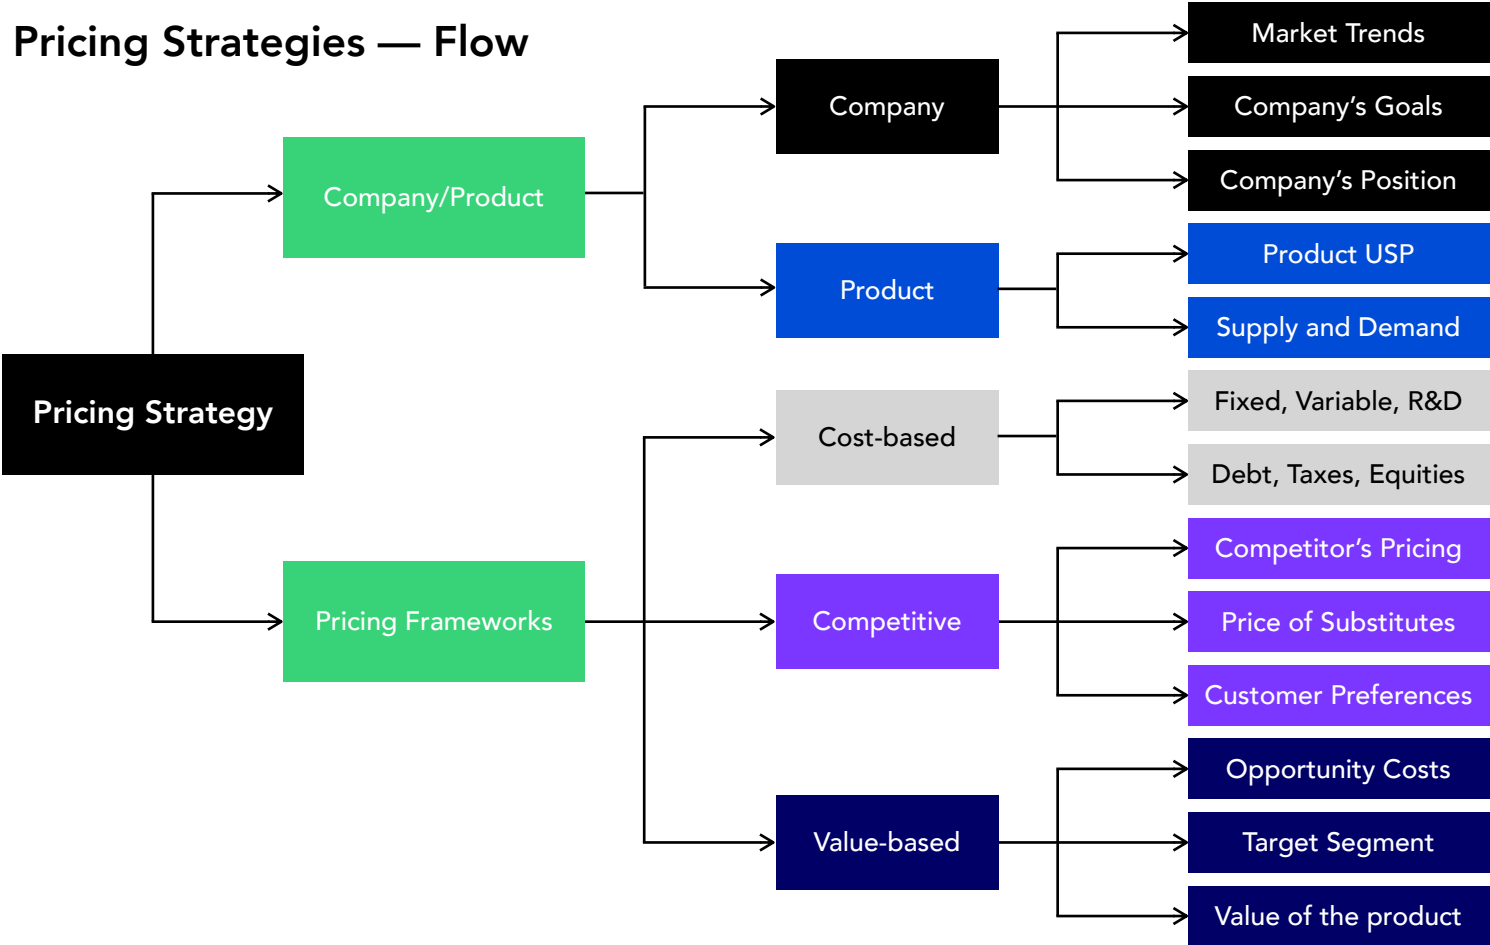 Pricing Strategies — Flow
Pricing Strategy
Company/Product
Pricing Frameworks
Company
Product
Cost-based
Competitive
Value-based
Market Trends
Company’s Goals
Company’s Position
Product USP
Supply and Demand
Fixed, Variable, R&D
Debt, Taxes, Equities
Competitor’s Pricing
Price of Substitutes
Customer Preferences
Opportunity Costs
Target Segment
Value of the product